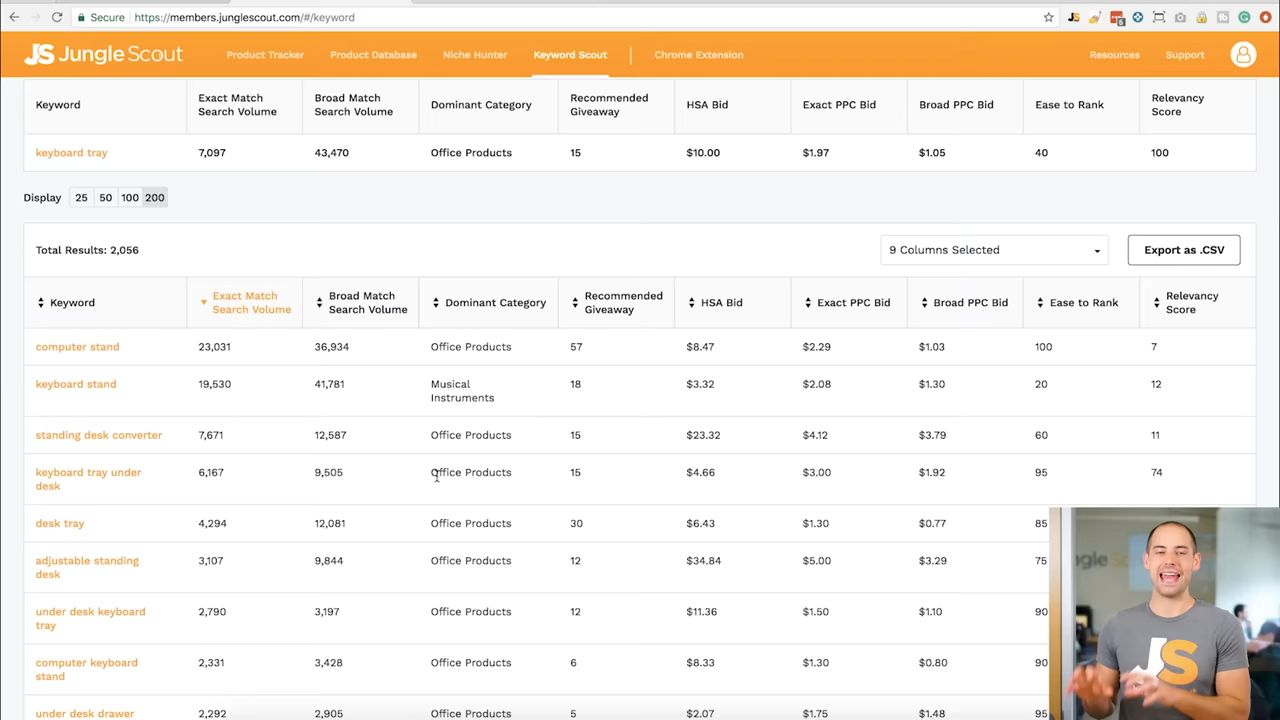 Secure
https://members.junglescout.com/#/keyword
JS Jungle Scout
Product Tracker
Product Database
Niche Hunter
Keyword Scout
Chrome Extension
Resources
Support
Keyword
Exact Match
Search Volume
Broad Match
Search Volume
Dominant Category
Recommended
Giveaway
HSA Bid
Exact PPC Bid
Broad PPC Bid
Ease to Rank
Relevancy
Score
keyboard tray 7,097 43,470 Office Products 15 $10.00 $1.97 $1.05 40 100
Display 25 50 100 200
Total Results: 2,056
9 Columns Selected
Export as .CSV
Keyword
Exact Match
Search Volume
Broad Match
Search Volume
Dominant Category
Recommended
Giveaway
HSA Bid
Exact PPC Bid
Broad PPC Bid
Ease to Rank
Relevancy
Score
computer stand 23,031 36,934 Office Products 57 $8.47 $2.29 $1.03 100 7
keyboard stand 19,530 41,781 Musical
Instruments 18 $3.32 $2.08 $1.30 20 12
standing desk converter 7,671 12,587 Office Products 15 $23.32 $4.12 $3.79 60 11
keyboard tray under
desk 6,167 9,505 Office Products 15 $4.66 $3.00 $1.92 95 74
desk tray 4,294 12,081 Office Products 30 $6.43 $1.30 $0.77 85
adjustable standing
desk 3,107 9,844 Office Products 12 $34.84 $5.00 $3.29 75
under desk keyboard
tray 2,790 3,197 Office Products 12 $11.36 $1.50 $1.10 90
computer keyboard
stand 2,331 3,428 Office Products 6 $8.33 $1.30 $0.80 90
under desk drawer 2,292 2,905 Office Products 5 $2.07 $1.75 $1.48 95
JS